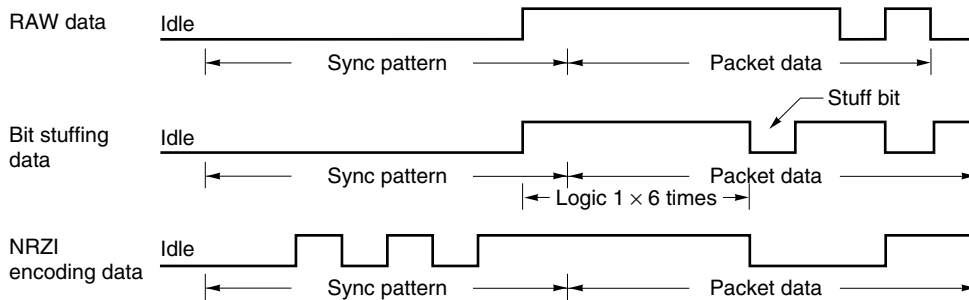 RAW data
Idle
Sync pattern
Packet data
Bit stuffing
data
Idle
Stuff bit
Sync pattern
Packet data
Logic 1 × 6 times
NRZI
encoding data
Idle
Sync pattern
Packet data